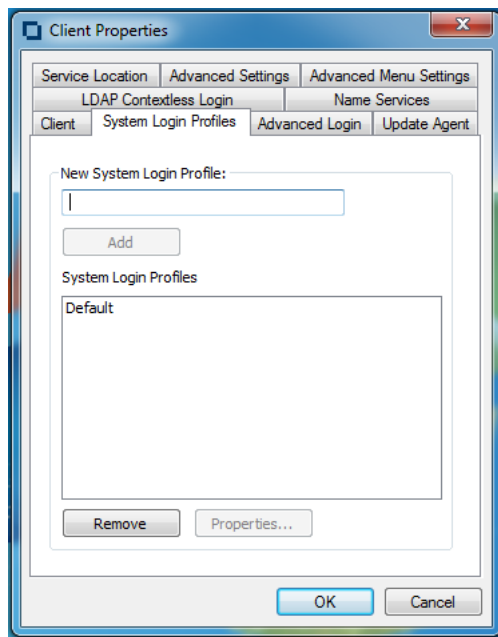 Client Properties
Service Location Advanced Settings Advanced Menu Settings
LDAP Contextless Login Name Services
Client System Login Profiles Advanced Login Update Agent
New System Login Profile:
Add
System Login Profiles
Default
Remove Properties...
OK Cancel